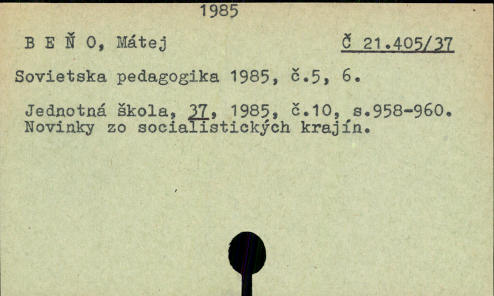 1985
B E Ň O, Mátej Č 21.405/37
Sovietska pedagogika 1985, č.5, 6.
Jednotná škola, 37, 1985, č.10, s.958-960.
Novinky zo socialistických krajín.